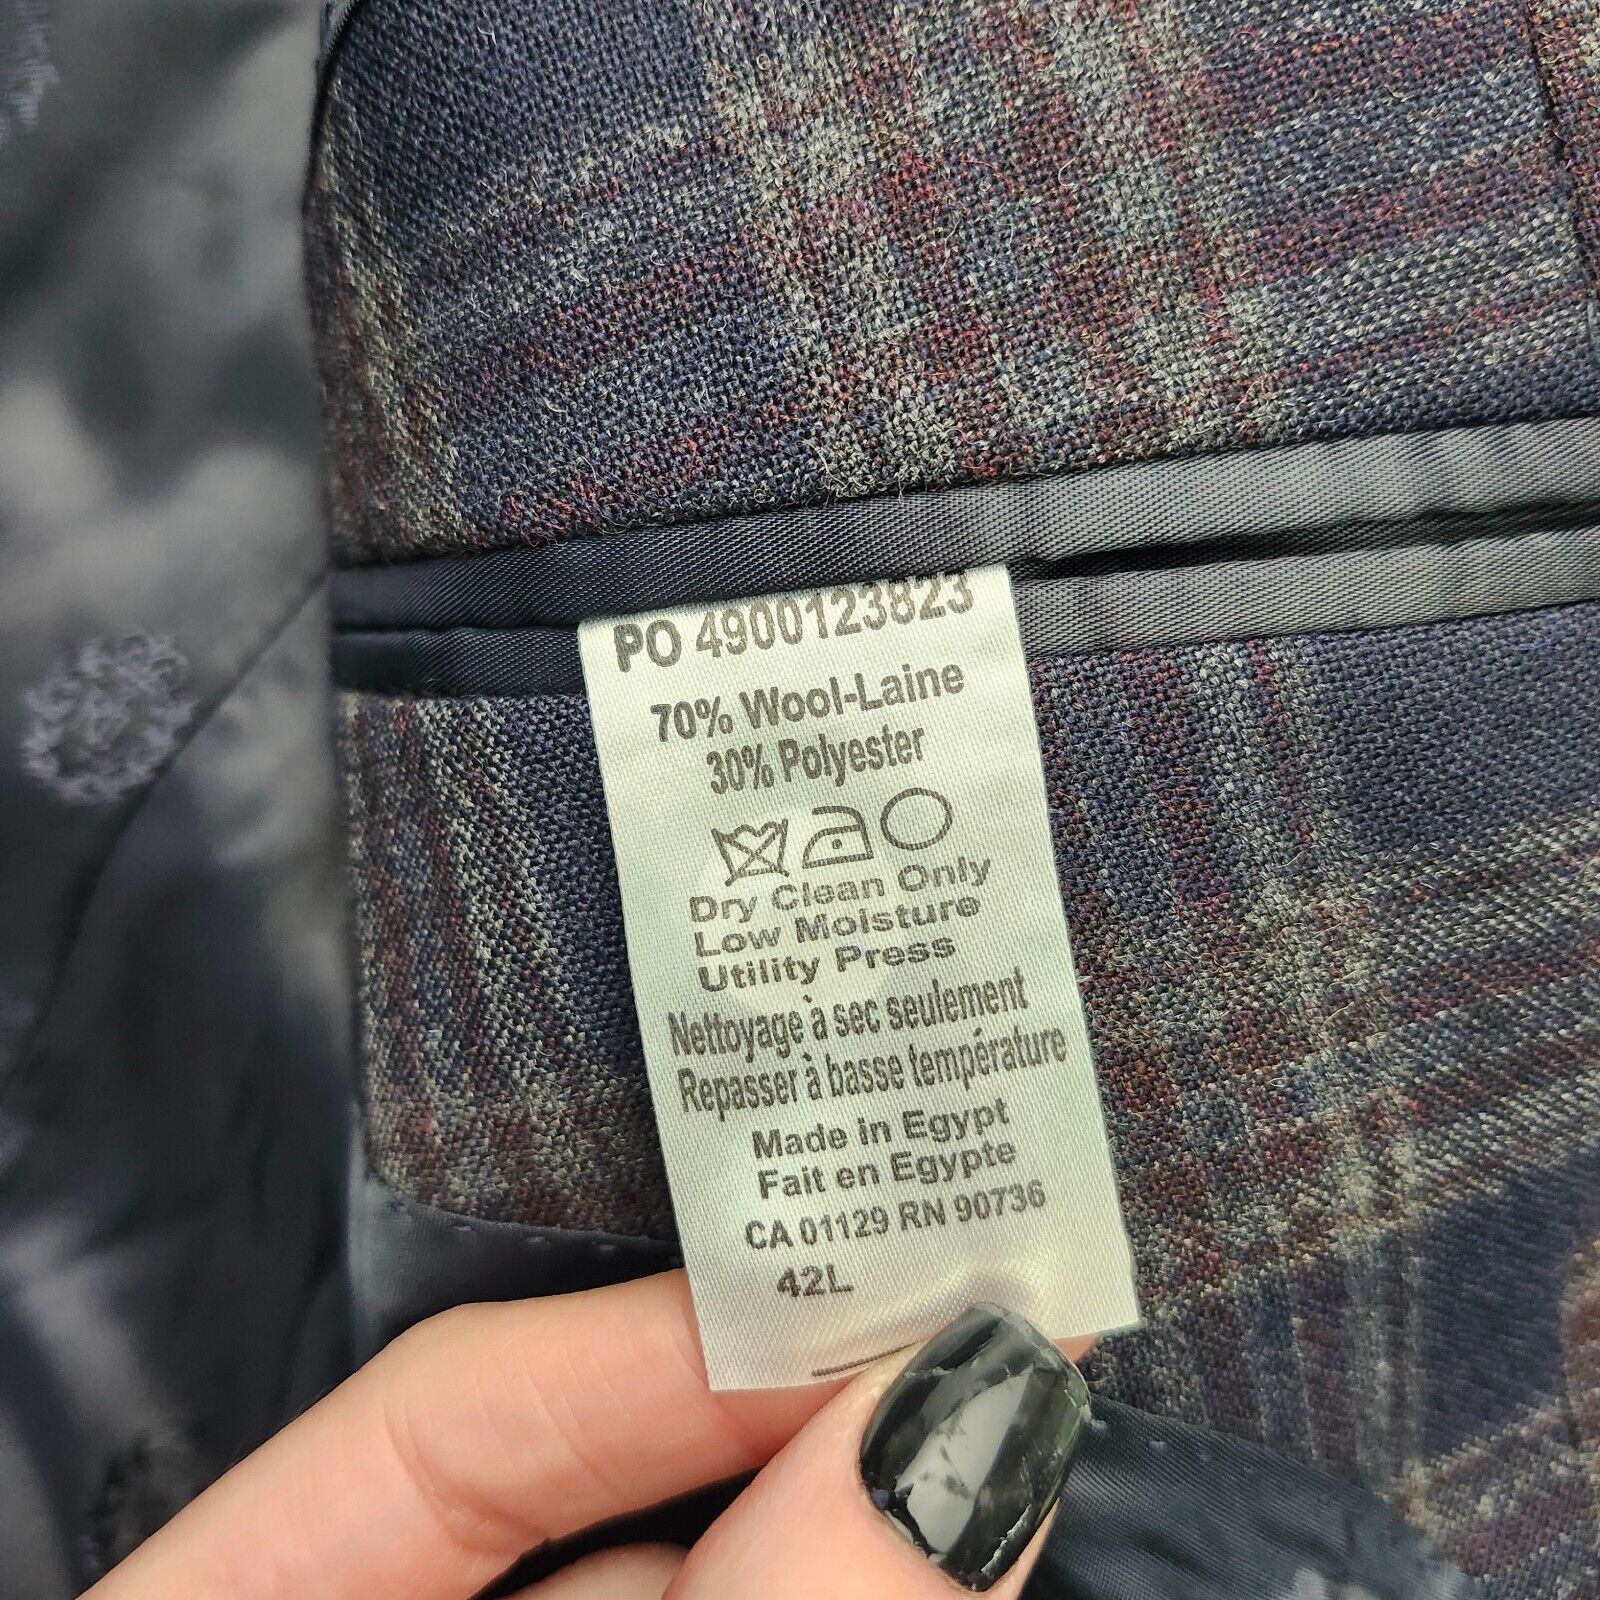 PO 4900123823
70% Wool-Laine
30% Polyester
Dry Clean Only
Low Moisture
Utility Press
Nettoyage à sec seulement
Repasser à basse température
Made in Egypt
Fait en Egypte
CA 01129 RN 90736
42L